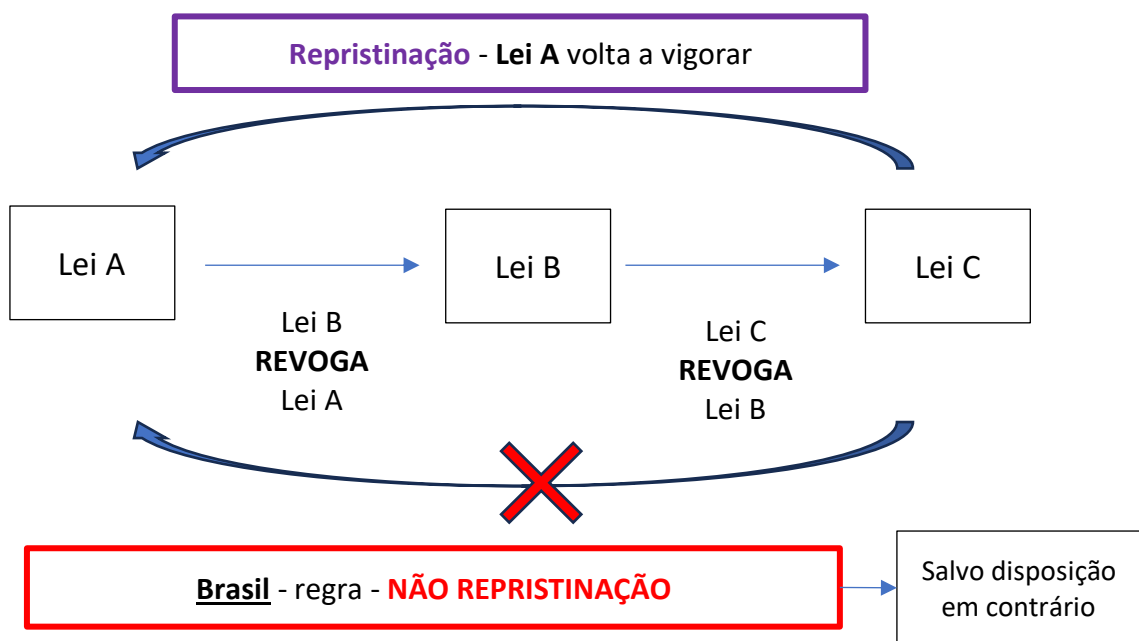 Repristinação - Lei A volta a vigorar
Lei A
Lei B
Lei C
Lei B
REVOGA
Lei A
Lei C
REVOGA
Lei B
Brasil - regra - NÃO REPRISTINAÇÃO
Salvo disposição
em contrário